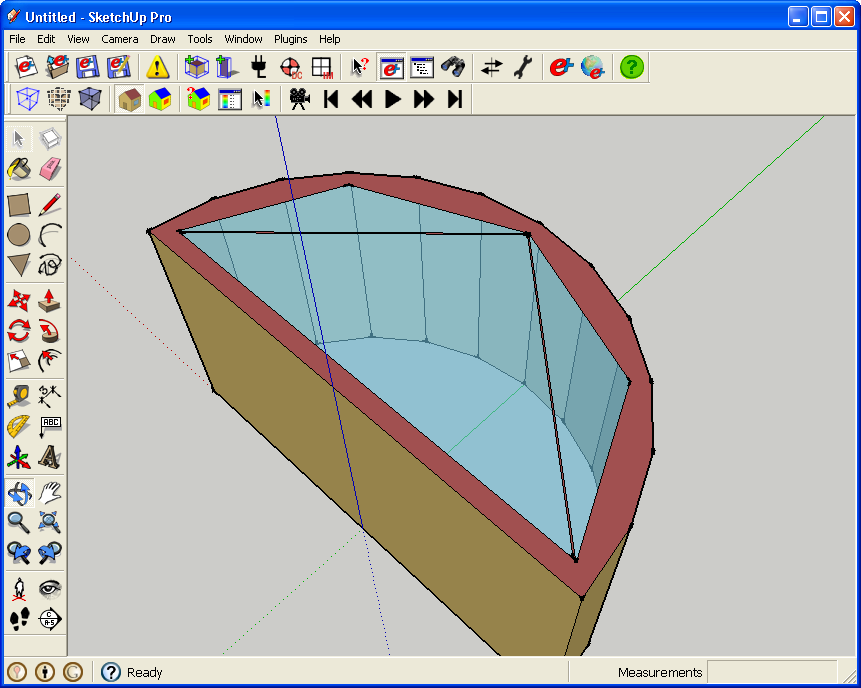 Untitled - SketchUp Pro
File Edit View Camera Draw Tools Window Plugins Help
ABC
Ready
Measurements